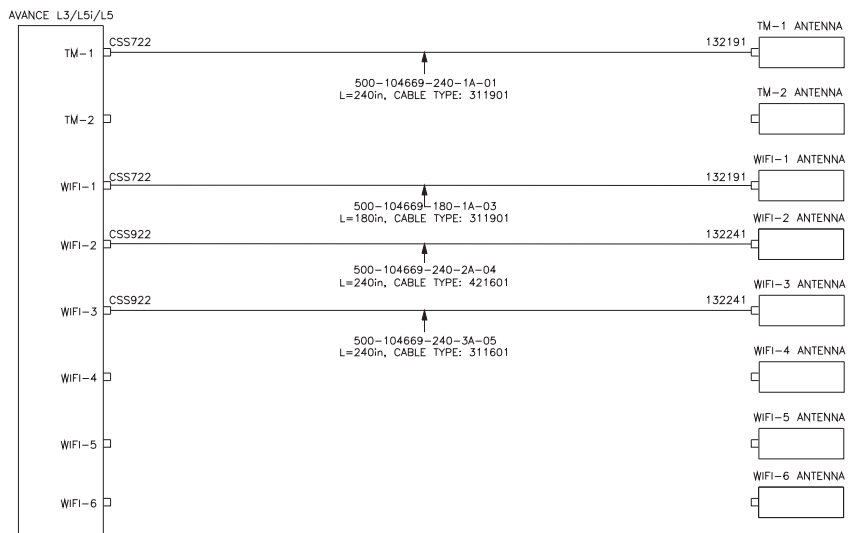 AVANCE L3/L5i/L5
TM-1 CSS722 132191 TM-1 ANTENNA
500-104669-240-1A-01
L=240in, CABLE TYPE: 311901
TM-2 TM-2 ANTENNA
WIFI-1 CSS722 132191 WIFI-1 ANTENNA
500-104669-180-1A-03
L=180in, CABLE TYPE: 311901
WIFI-2 CSS922 132241 WIFI-2 ANTENNA
500-104669-240-2A-04
L=240in, CABLE TYPE: 421601
WIFI-3 CSS922 132241 WIFI-3 ANTENNA
500-104669-240-3A-05
L=240in, CABLE TYPE: 311601
WIFI-4 WIFI-4 ANTENNA
WIFI-5 WIFI-5 ANTENNA
WIFI-6 WIFI-6 ANTENNA